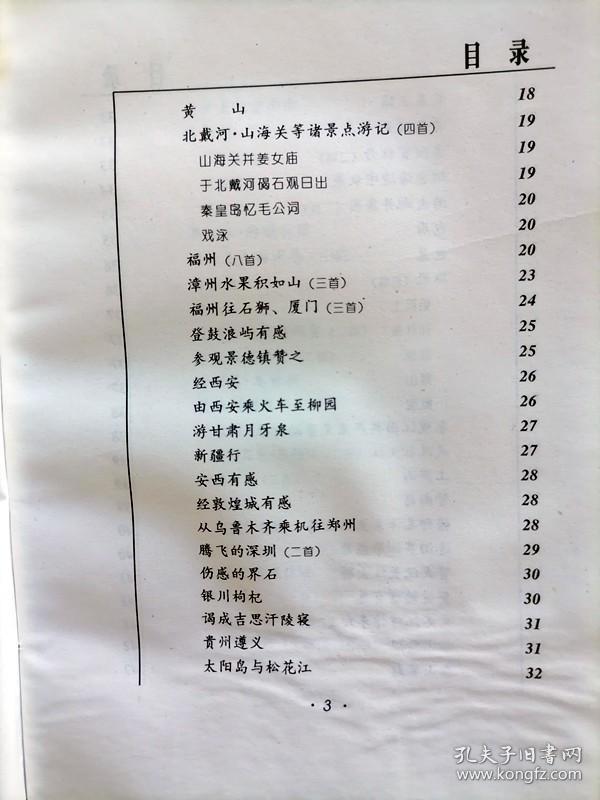 目录
黄　山 18
北戴河·山海关等诸景点游记（四首） 19
山海关并姜女庙 19
于北戴河碣石观日出 19
秦皇岛忆毛公词 20
戏泳 20
福州（八首） 20
漳州水果积如山（三首） 23
福州往石狮、厦门（三首） 24
登鼓浪屿有感 25
参观景德镇赞之 25
经西安 26
由西安乘火车至柳园 26
游甘肃月牙泉 27
新疆行 27
安西有感 28
经敦煌城有感 28
从乌鲁木齐乘机往郑州 28
腾飞的深圳（二首） 29
伤感的界石 30
银川枸杞 30
谒成吉思汗陵寝 31
贵州遵义 31
太阳岛与松花江 32
·3·
孔夫子旧书网
www.kongfz.com